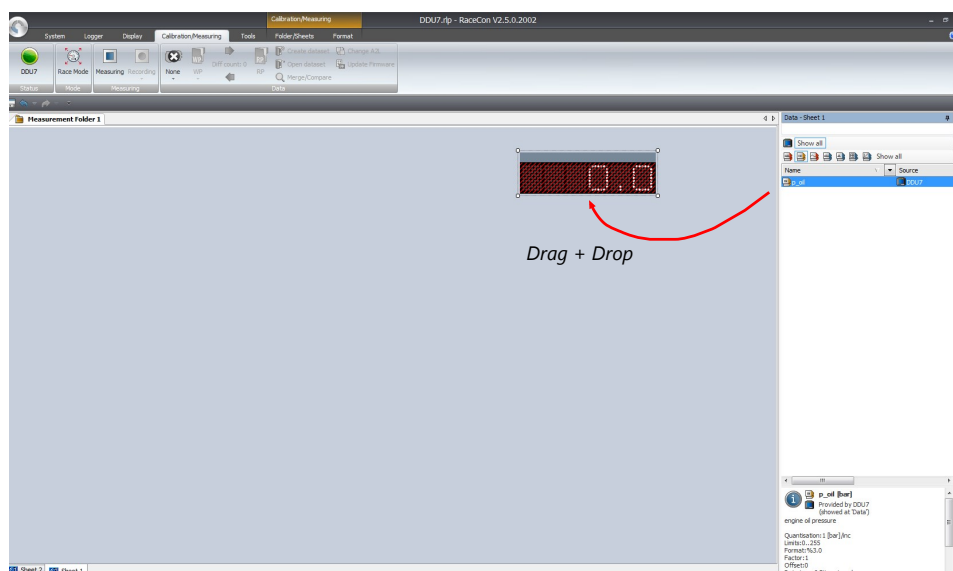 Calibration/Measuring
DDU7.rlp - RaceCon V2.5.0.2002
System Logger Display Calibration/Measuring Tools Folder/Sheets Format
DDU7 Race Mode Measuring Recording None WP Diff count: 0 RP
Create dataset Change A2L
Open dataset Update Firmware
Merge/Compare
Status Mode Measuring Data
Measurement Folder 1
Data - Sheet 1
Show all
Show all
Name Source
p_oil DDU7
0.0
Drag + Drop
p_oil [bar]
Provided by DDU7
(showed at 'Data')
engine oil pressure
Quantisation: 1 [bar]/inc
Limits:0..255
Format:%3.0
Factor:1
Offset:0
Sheet 2 Sheet 1